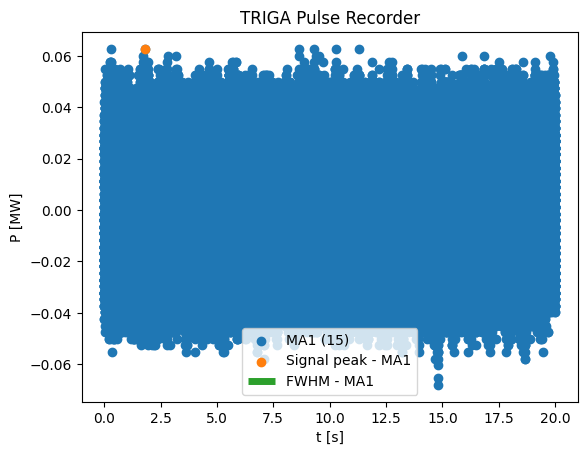 TRIGA Pulse Recorder
P [MW]
0.06
0.04
0.02
0.00
−0.02
−0.04
−0.06
MA1 (15)
Signal peak - MA1
FWHM - MA1
0.0 2.5 5.0 7.5 10.0 12.5 15.0 17.5 20.0
t [s]